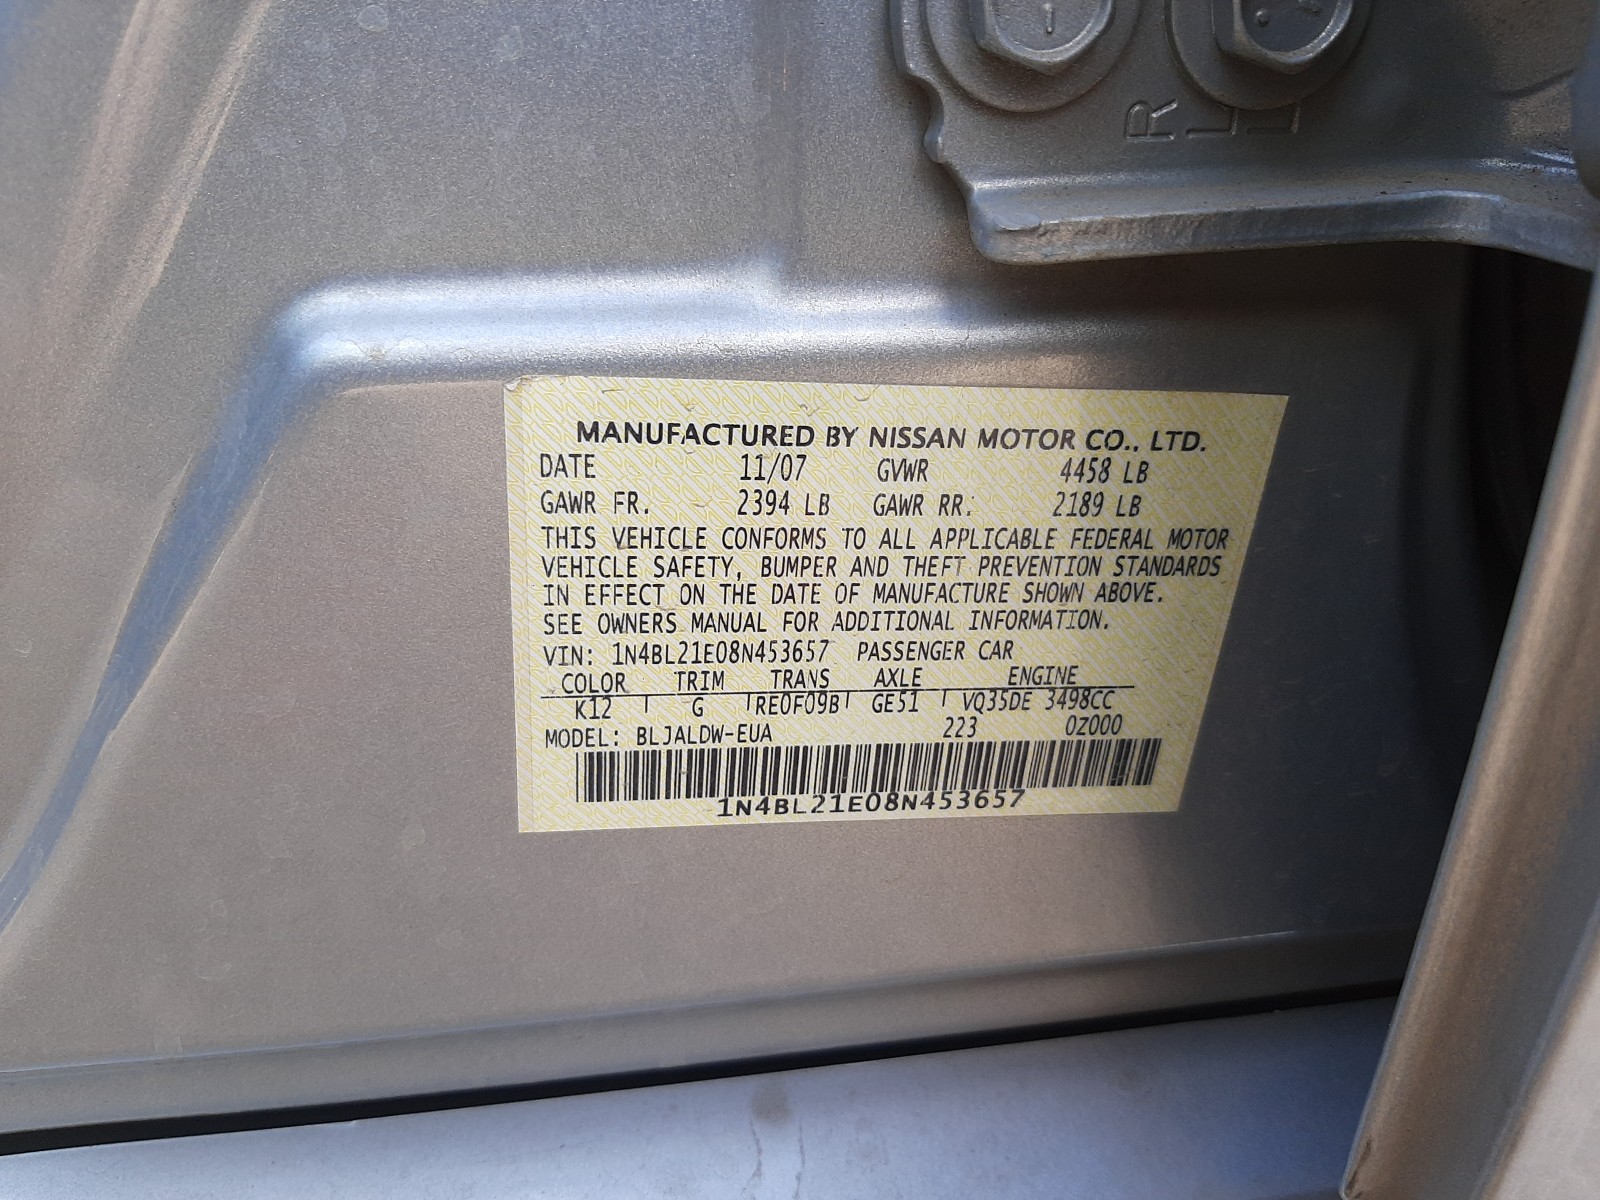 R
L
L
MANUFACTURED BY NISSAN MOTOR CO., LTD.
DATE 11/07 GVWR 4458 LB
GAWR FR. 2394 LB GAWR RR. 2189 LB
THIS VEHICLE CONFORMS TO ALL APPLICABLE FEDERAL MOTOR
VEHICLE SAFETY, BUMPER AND THEFT PREVENTION STANDARDS
IN EFFECT ON THE DATE OF MANUFACTURE SHOWN ABOVE.
SEE OWNERS MANUAL FOR ADDITIONAL INFORMATION.
VIN: 1N4BL21E08N453657 PASSENGER CAR
COLOR TRIM TRANS AXLE ENGINE
K12 G RE0F09B GE51 VQ35DE 3498CC
MODEL: BLJALDW-EUA 223 0Z000
1N4BL21E08N453657